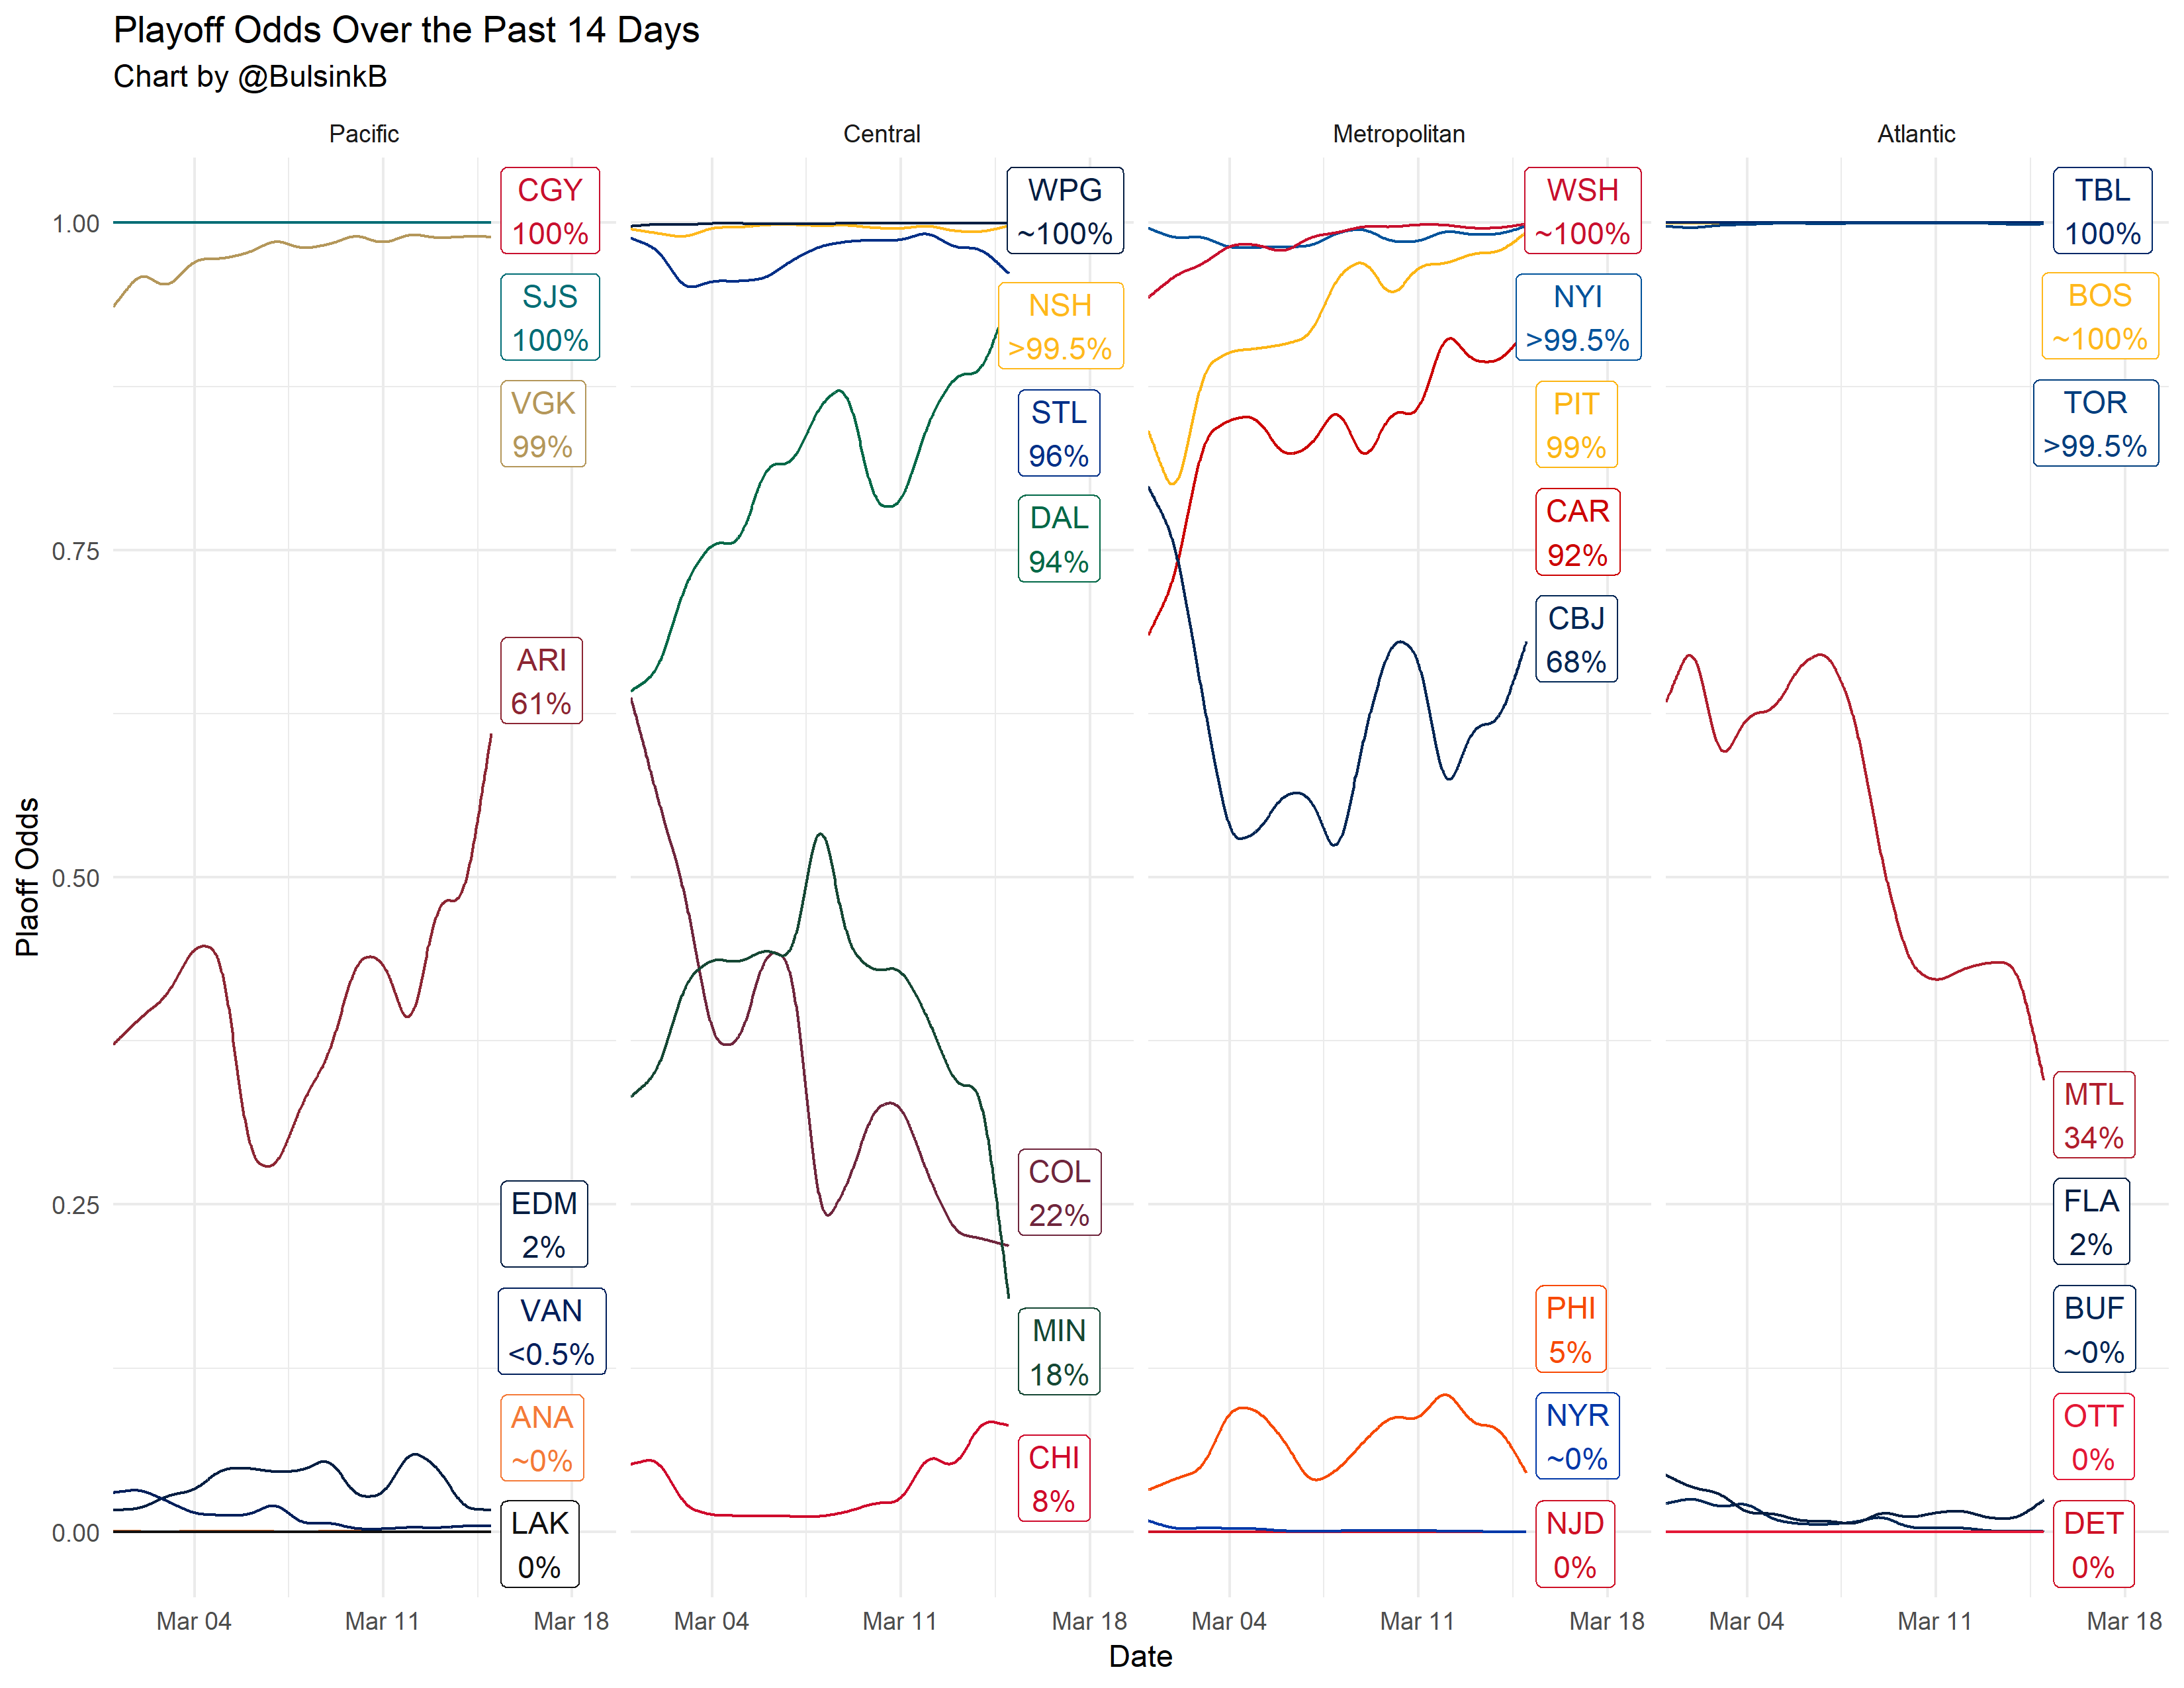 Playoff Odds Over the Past 14 Days
Chart by @BulsinkB
Pacific
Central
Metropolitan
Atlantic
Plaoff Odds
1.00
0.75
0.50
0.25
0.00
CGY
100%
SJS
100%
VGK
99%
ARI
61%
EDM
2%
VAN
<0.5%
ANA
~0%
LAK
0%
WPG
~100%
NSH
>99.5%
STL
96%
DAL
94%
COL
22%
MIN
18%
CHI
8%
WSH
~100%
NYI
>99.5%
PIT
99%
CAR
92%
CBJ
68%
PHI
5%
NYR
~0%
NJD
0%
TBL
100%
BOS
~100%
TOR
>99.5%
MTL
34%
FLA
2%
BUF
~0%
OTT
0%
DET
0%
Mar 04
Mar 11
Mar 18
Mar 04
Mar 11
Mar 18
Mar 04
Mar 11
Mar 18
Mar 04
Mar 11
Mar 18
Date